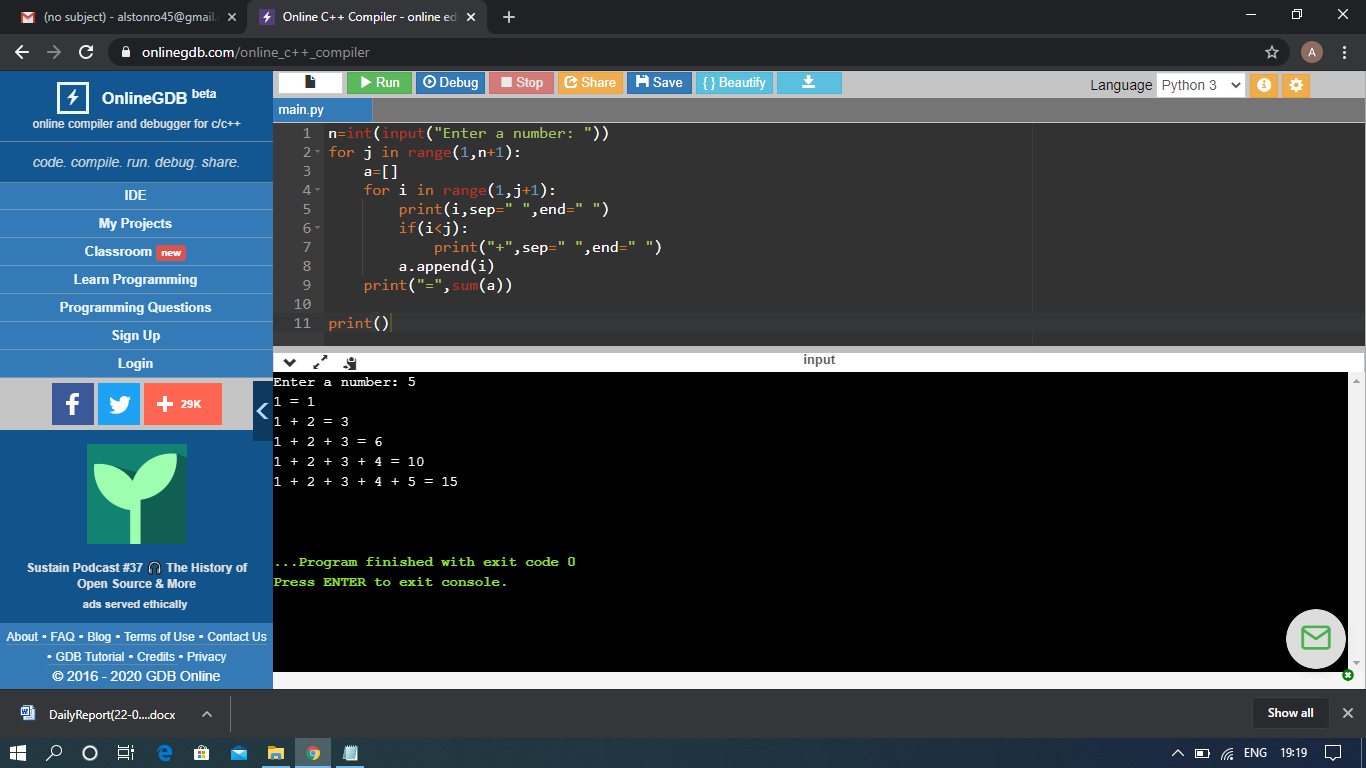 (no subject) - alstonro45@gmail.
Online C++ Compiler - online ed
onlinegdb.com/online_c++_compiler
A
OnlineGDB beta
online compiler and debugger for c/c++
code. compile. run. debug. share.
IDE
My Projects
Classroom new
Learn Programming
Programming Questions
Sign Up
Login
f
29K
Sustain Podcast #37 🎧 The History of
Open Source & More
ads served ethically
About • FAQ • Blog • Terms of Use • Contact Us
• GDB Tutorial • Credits • Privacy
© 2016 - 2020 GDB Online
Run Debug Stop Share Save { } Beautify
Language Python 3
main.py
1 n=int(input("Enter a number: "))
2 for j in range(1,n+1):
3     a=[]
4     for i in range(1,j+1):
5         print(i,sep=" ",end=" ")
6         if(i<j):
7             print("+",sep=" ",end=" ")
8         a.append(i)
9     print("=",sum(a))
10
11 print()
input
Enter a number: 5
1 = 1
1 + 2 = 3
1 + 2 + 3 = 6
1 + 2 + 3 + 4 = 10
1 + 2 + 3 + 4 + 5 = 15
...Program finished with exit code 0
Press ENTER to exit console.
DailyReport(22-0....docx
Show all
ENG 19:19